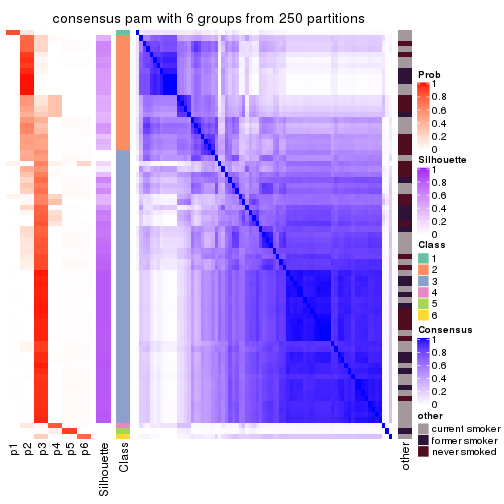 consensus pam with 6 groups from 250 partitions
Prob
1
0.8
0.6
0.4
0.2
0
Silhouette
1
0.8
0.6
0.4
0.2
0
Class
1
2
3
4
5
6
Consensus
1
0.8
0.6
0.4
0.2
0
other
current smoker
former smoker
never smoked
p1
p2
p3
p4
p5
p6
Silhouette
Class
other